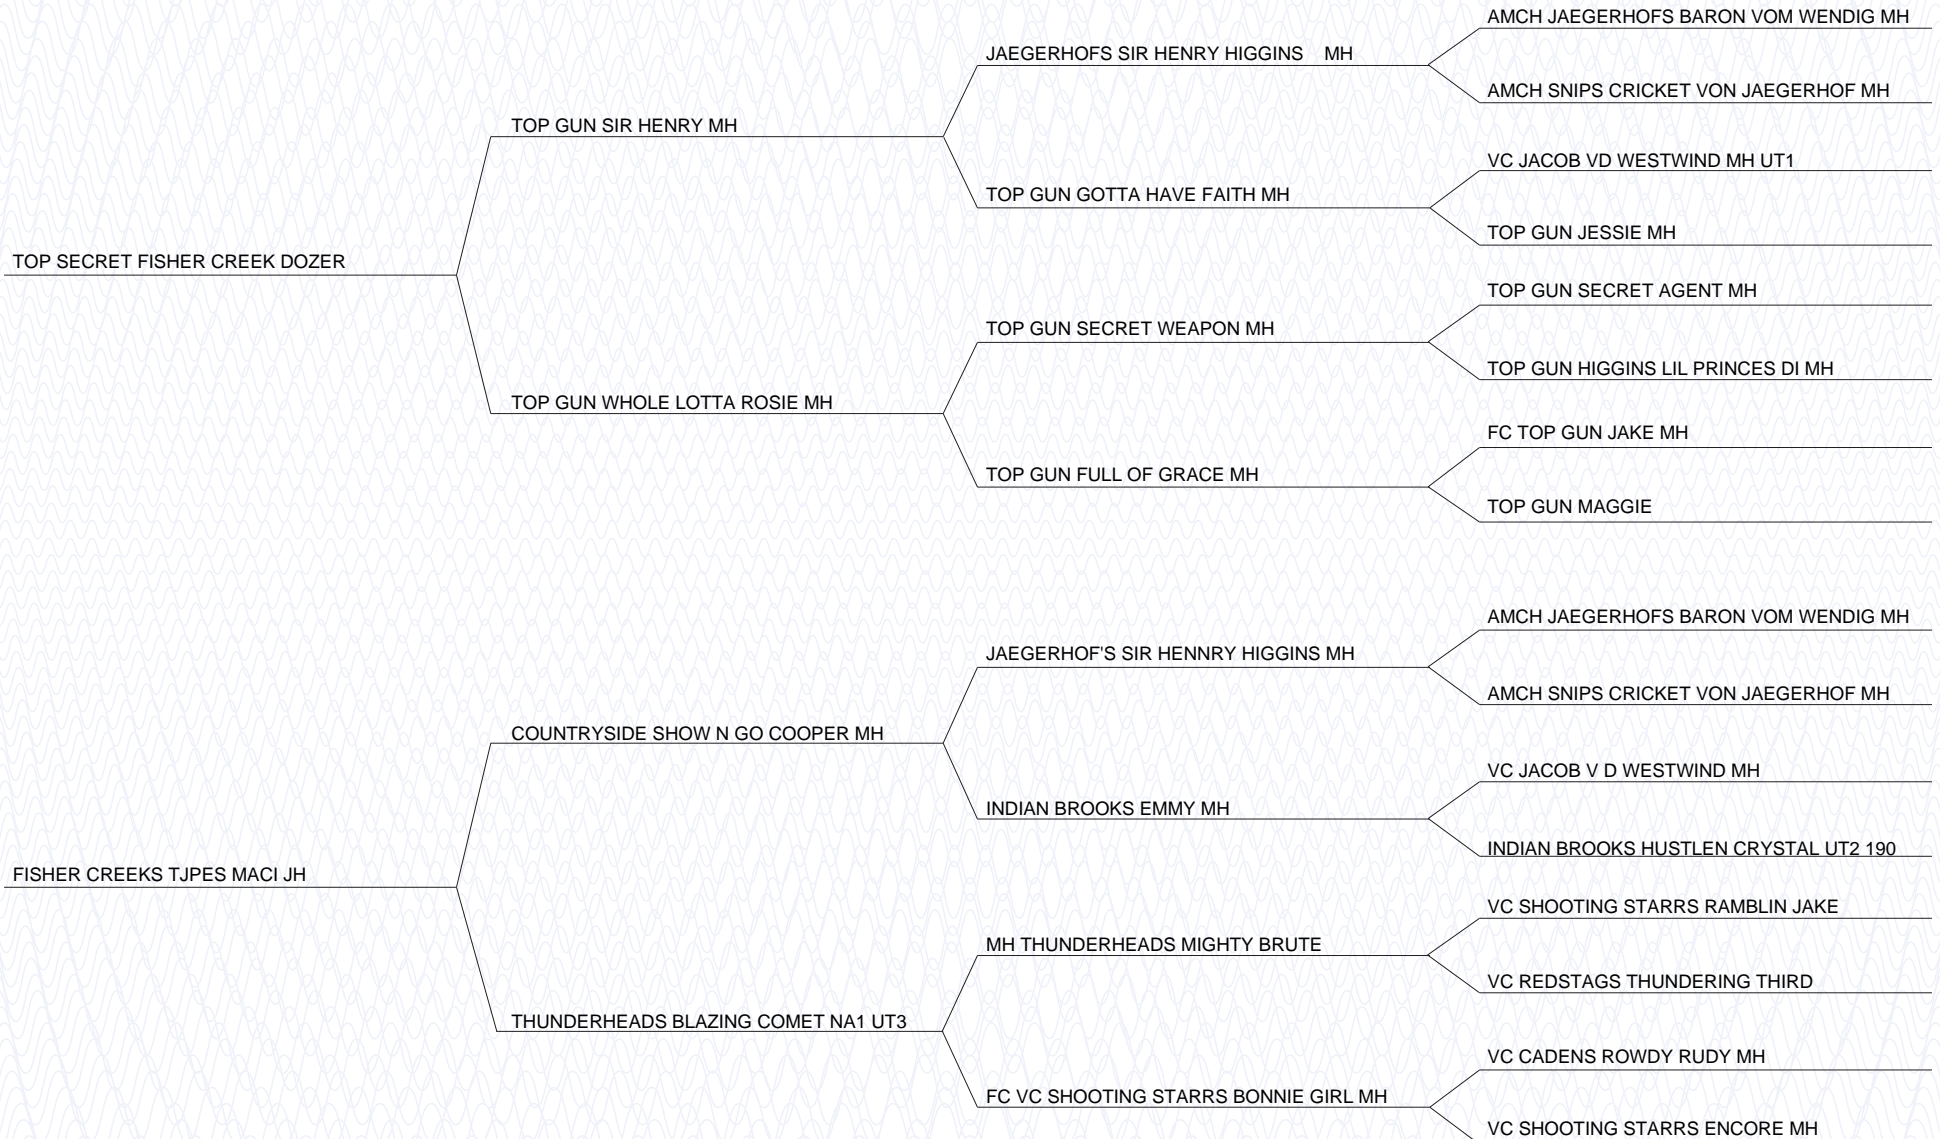 AMCH JAEGERHOFS BARON VOM WENDIG MH
JAEGERHOFS SIR HENRY HIGGINS MH
AMCH SNIPS CRICKET VON JAEGERHOF MH
TOP GUN SIR HENRY MH
VC JACOB VD WESTWIND MH UT1
TOP GUN GOTTA HAVE FAITH MH
TOP GUN JESSIE MH
TOP SECRET FISHER CREEK DOZER
TOP GUN SECRET AGENT MH
TOP GUN SECRET WEAPON MH
TOP GUN HIGGINS LIL PRINCES DI MH
TOP GUN WHOLE LOTTA ROSIE MH
FC TOP GUN JAKE MH
TOP GUN FULL OF GRACE MH
TOP GUN MAGGIE
AMCH JAEGERHOFS BARON VOM WENDIG MH
JAEGERHOF'S SIR HENNRY HIGGINS MH
AMCH SNIPS CRICKET VON JAEGERHOF MH
COUNTRYSIDE SHOW N GO COOPER MH
VC JACOB V D WESTWIND MH
INDIAN BROOKS EMMY MH
INDIAN BROOKS HUSTLEN CRYSTAL UT2 190
FISHER CREEKS TJPES MACI JH
VC SHOOTING STARRS RAMBLIN JAKE
MH THUNDERHEADS MIGHTY BRUTE
VC REDSTAGS THUNDERING THIRD
THUNDERHEADS BLAZING COMET NA1 UT3
VC CADENS ROWDY RUDY MH
FC VC SHOOTING STARRS BONNIE GIRL MH
VC SHOOTING STARRS ENCORE MH